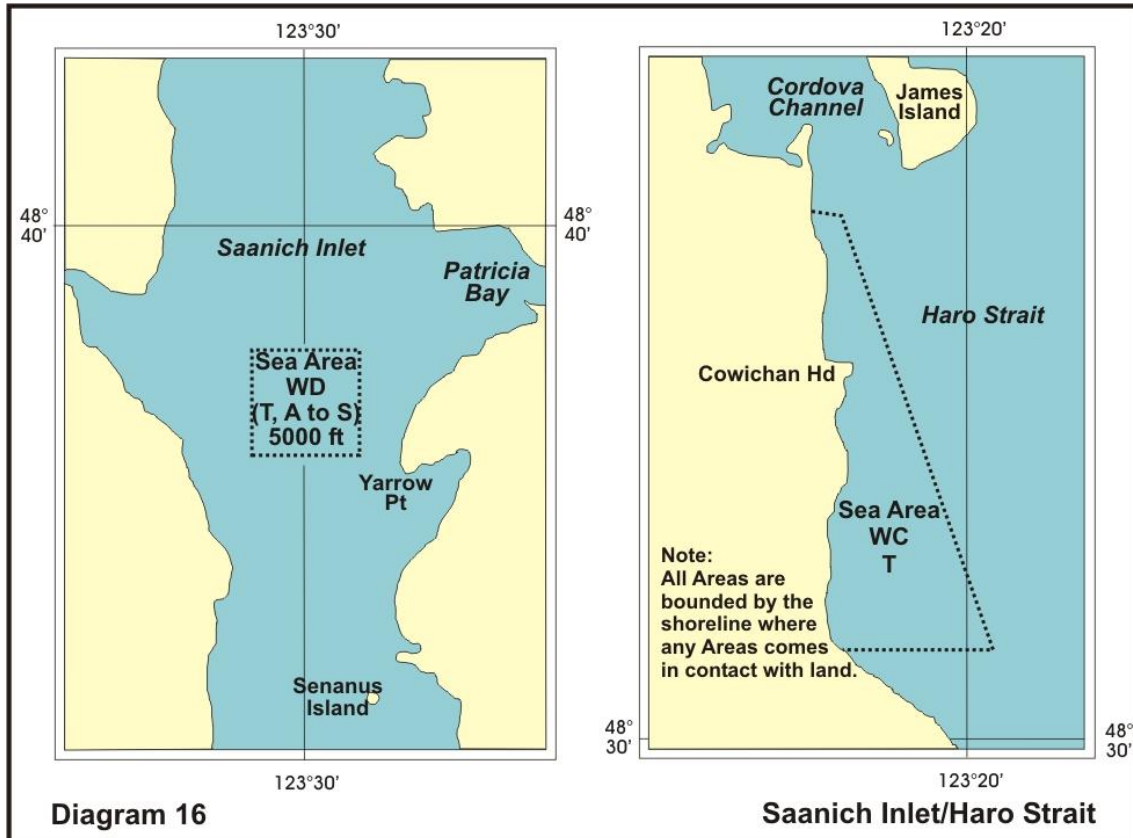 123°30’
48°
40’
48°
40’
Saanich Inlet
Patricia
Bay
Sea Area
WD
(T, A to S)
5000 ft
Yarrow
Pt
Senanus
Island
123°30’
Diagram 16
123°20’
Cordova
Channel
James
Island
Haro Strait
Cowichan Hd
Sea Area
WC
T
Note:
All Areas are
bounded by the
shoreline where
any Areas comes
in contact with land.
48°
30’
48°
30’
123°20’
Saanich Inlet/Haro Strait